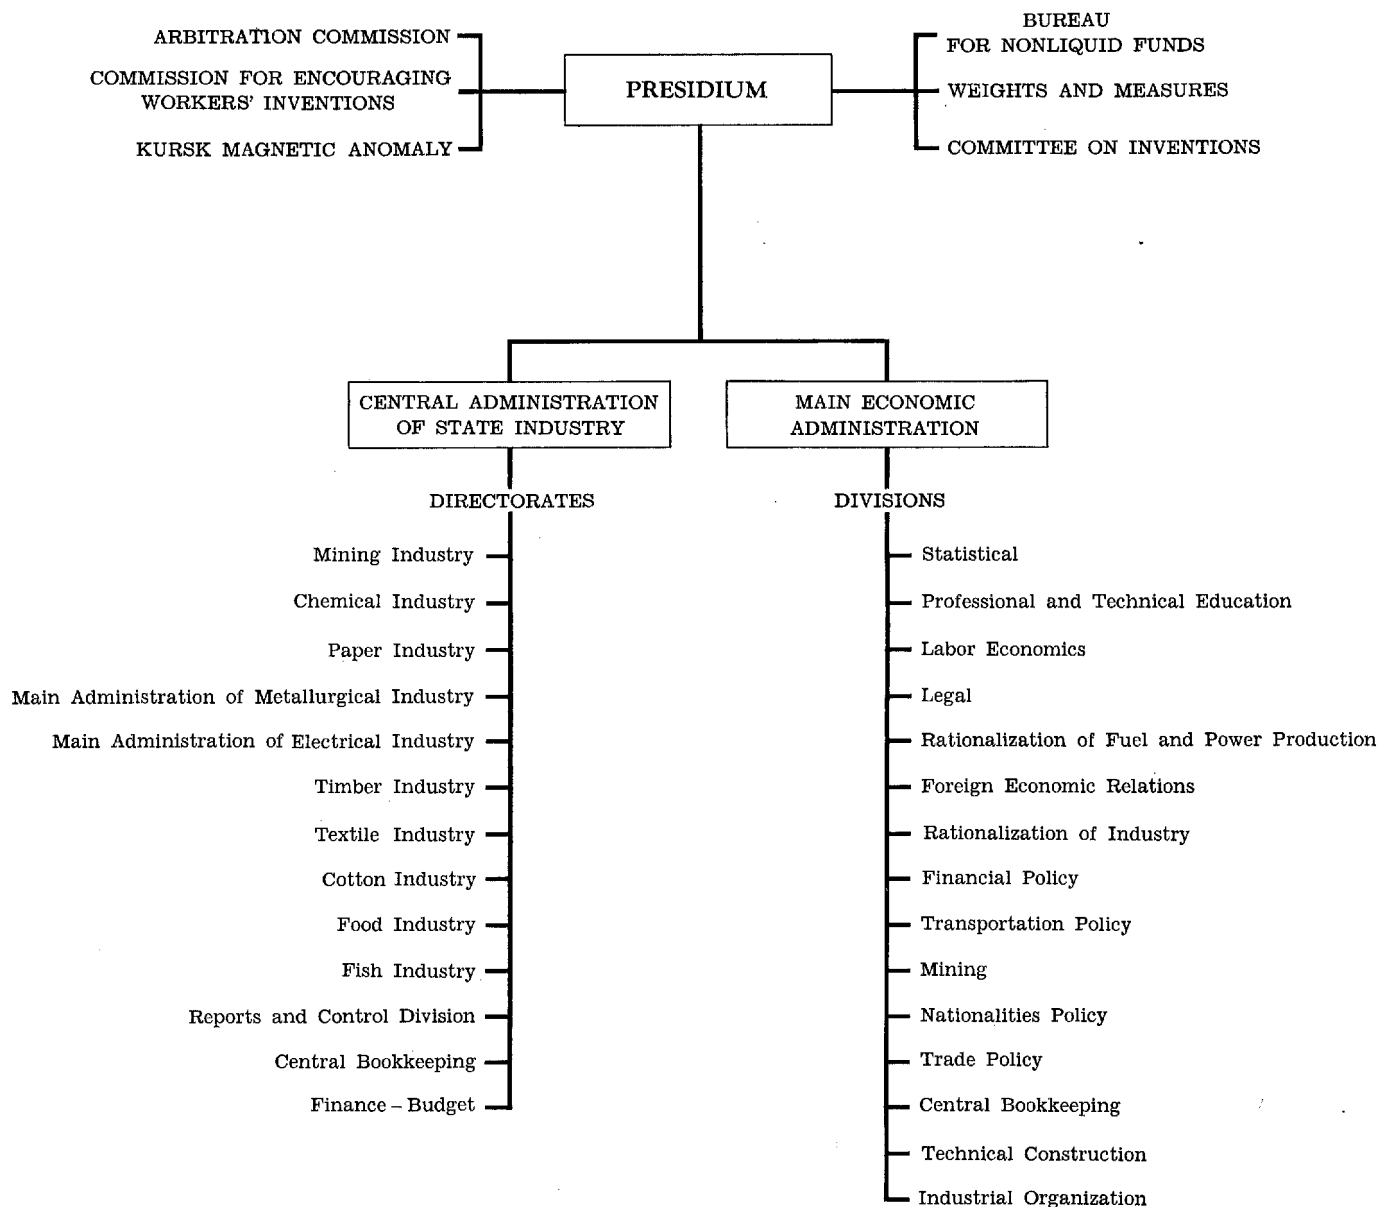 ARBITRATION COMMISSION
COMMISSION FOR ENCOURAGING
WORKERS' INVENTIONS
KURSK MAGNETIC ANOMALY
PRESIDIUM
BUREAU
FOR NONLIQUID FUNDS
WEIGHTS AND MEASURES
COMMITTEE ON INVENTIONS
CENTRAL ADMINISTRATION
OF STATE INDUSTRY
MAIN ECONOMIC
ADMINISTRATION
DIRECTORATES
Mining Industry
Chemical Industry
Paper Industry
Main Administration of Metallurgical Industry
Main Administration of Electrical Industry
Timber Industry
Textile Industry
Cotton Industry
Food Industry
Fish Industry
Reports and Control Division
Central Bookkeeping
Finance – Budget
DIVISIONS
Statistical
Professional and Technical Education
Labor Economics
Legal
Rationalization of Fuel and Power Production
Foreign Economic Relations
Rationalization of Industry
Financial Policy
Transportation Policy
Mining
Nationalities Policy
Trade Policy
Central Bookkeeping
Technical Construction
Industrial Organization